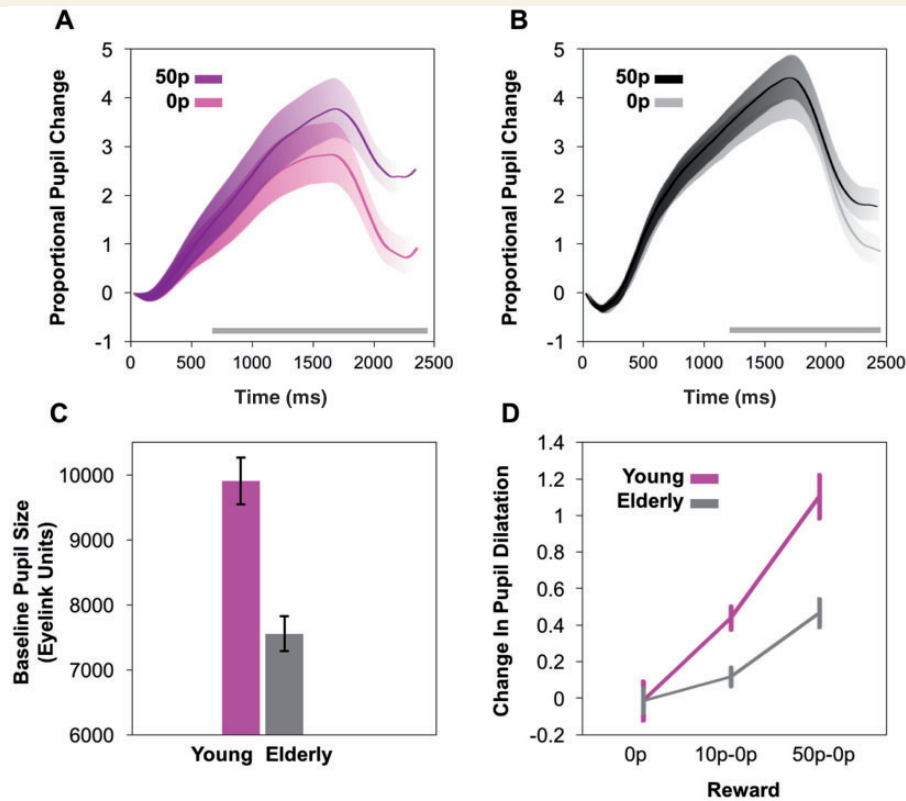 A
Proportional Pupil Change
5
4
3
2
1
0
-1
50p
0p
0 500 1000 1500 2000 2500
Time (ms)
B
Proportional Pupil Change
5
4
3
2
1
0
-1
50p
0p
0 500 1000 1500 2000 2500
Time (ms)
C
Baseline Pupil Size
(Eyelink Units)
10000
9000
8000
7000
6000
Young Elderly
D
Change In Pupil Dilatation
1.4
1.2
1
0.8
0.6
0.4
0.2
0
-0.2
Young
Elderly
0p 10p-0p 50p-0p
Reward